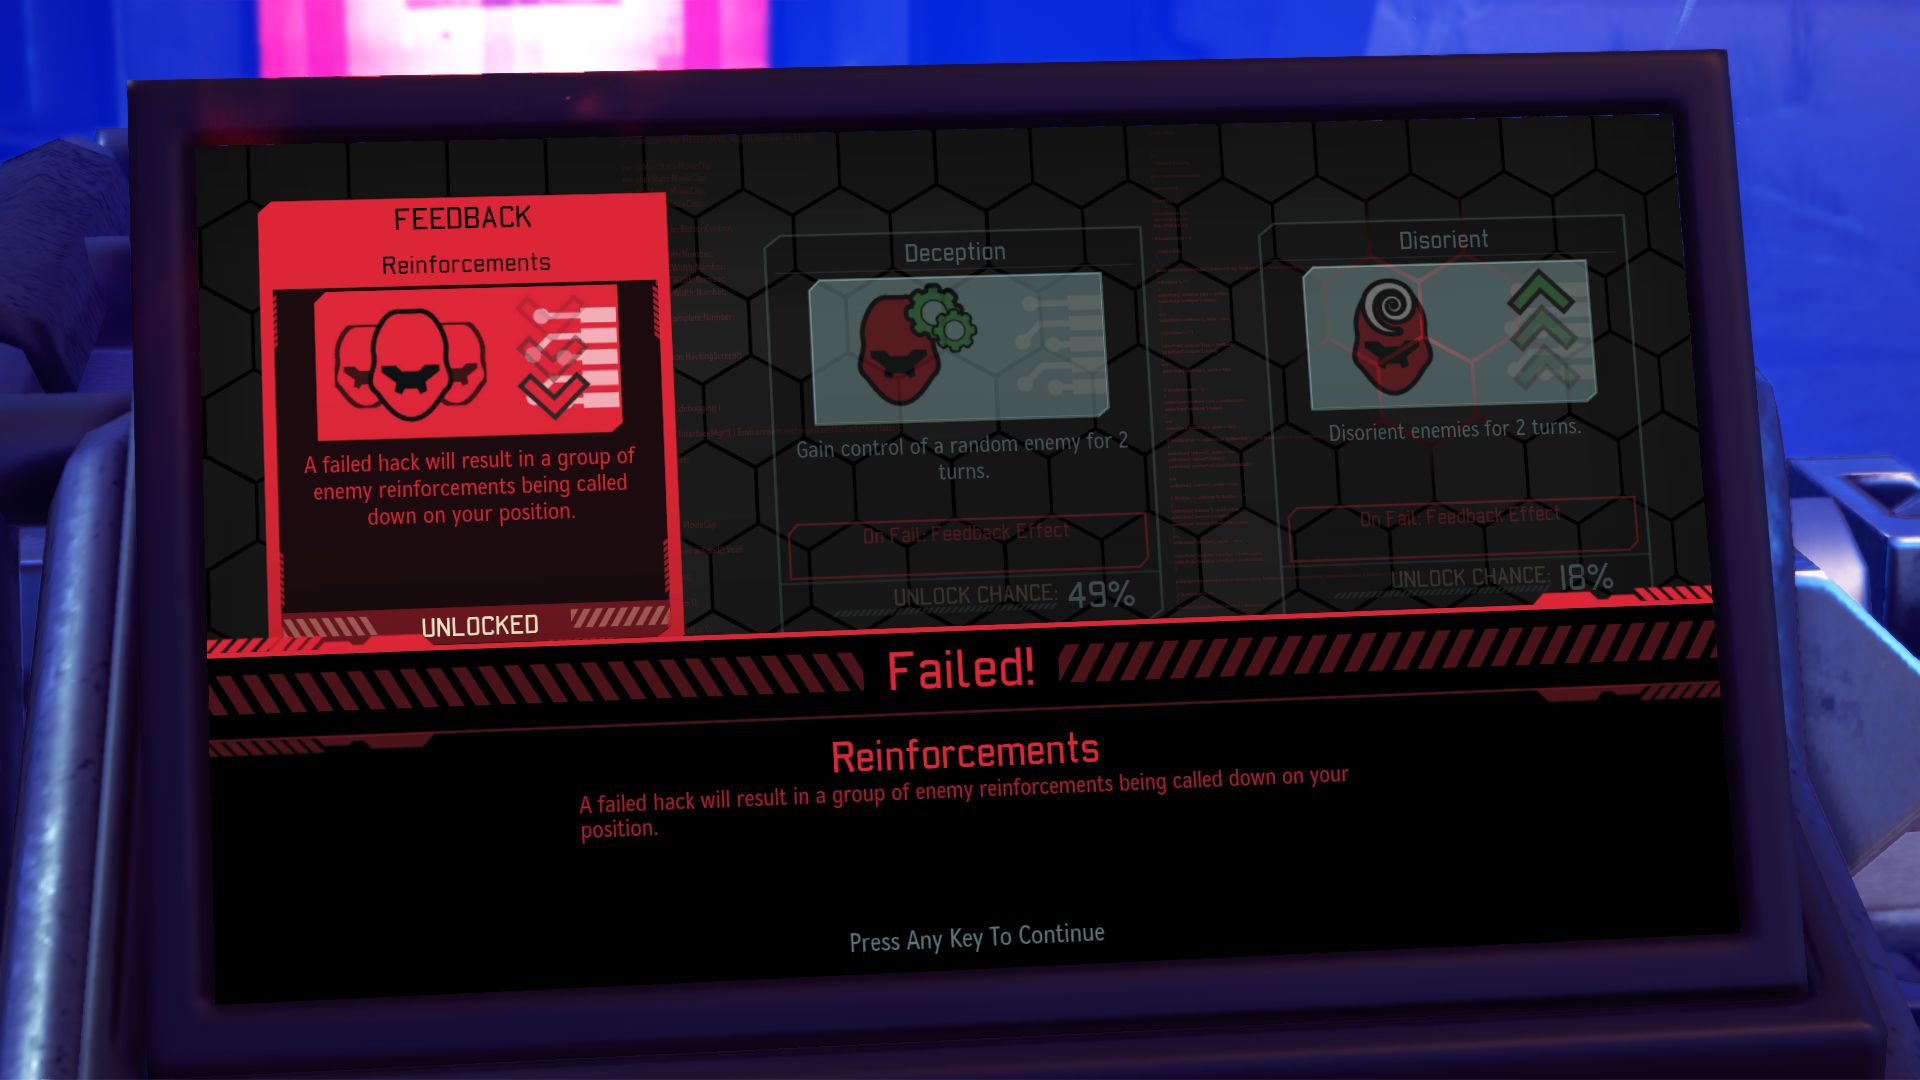 FEEDBACK
Reinforcements
A failed hack will result in a group of
enemy reinforcements being called
down on your position.
UNLOCKED
Deception
Gain control of a random enemy for 2
turns.
On Fail: Feedback Effect
UNLOCK CHANCE: 49%
Disorient
Disorient enemies for 2 turns.
On Fail: Feedback Effect
UNLOCK CHANCE: 18%
Failed!
Reinforcements
A failed hack will result in a group of enemy reinforcements being called down on your
position.
Press Any Key To Continue